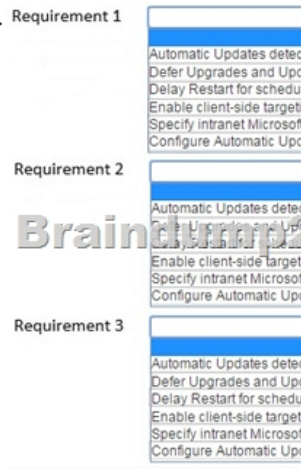 Requirement 1
Automatic Updates detec
Defer Upgrades and Upd
Delay Restart for schedu
Enable client-side targeti
Specify intranet Microsoft
Configure Automatic Upd
Requirement 2
Automatic Updates detec
Braindumpz
Enable client-side target
Specify intranet Microsof
Configure Automatic Upd
Requirement 3
Automatic Updates detec
Defer Upgrades and Upd
Delay Restart for schedu
Enable client-side target
Specify intranet Microsof
Configure Automatic Upd